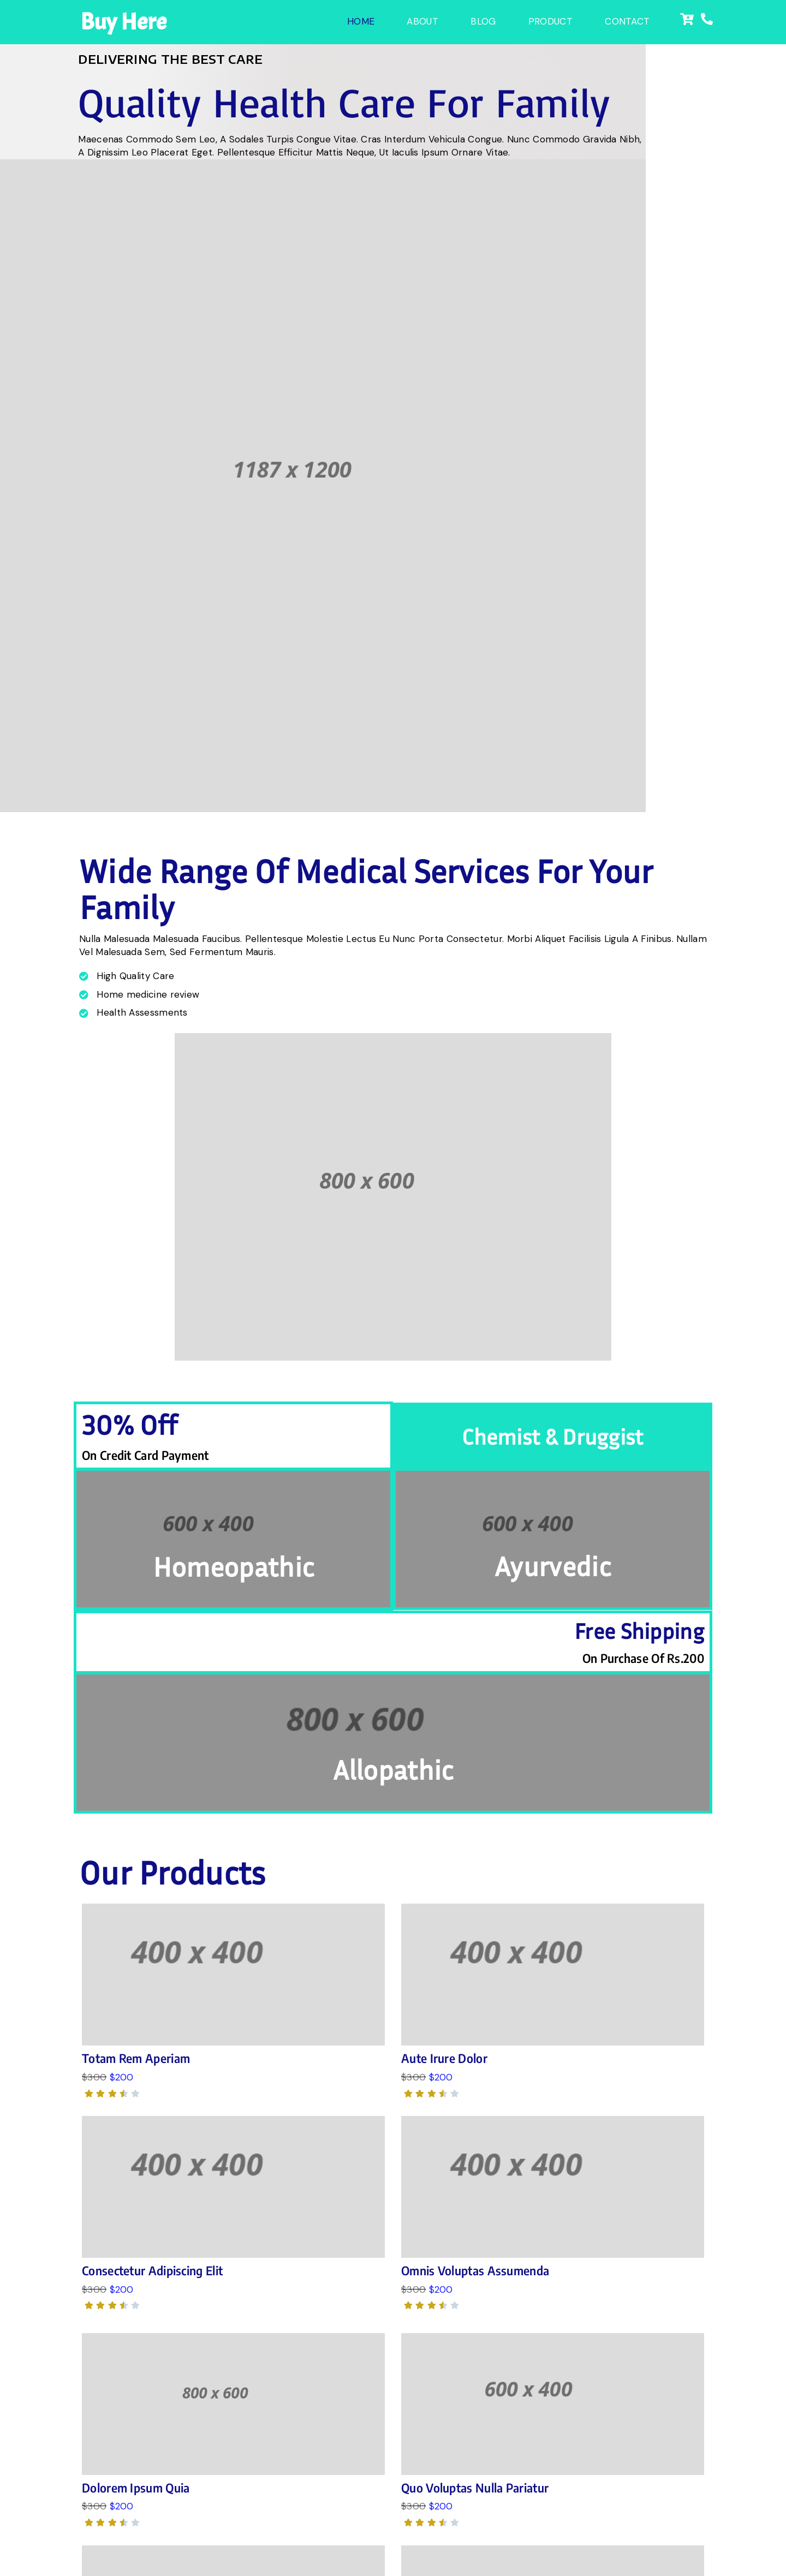 Buy Here
HOME ABOUT BLOG PRODUCT CONTACT
DELIVERING THE BEST CARE
Quality Health Care For Family
Maecenas Commodo Sem Leo, A Sodales Turpis Congue Vitae. Cras Interdum Vehicula Congue. Nunc Commodo Gravida Nibh,
A Dignissim Leo Placerat Eget. Pellentesque Efficitur Mattis Neque, Ut Iaculis Ipsum Ornare Vitae.
1187 x 1200
Wide Range Of Medical Services For Your
Family
Nulla Malesuada Malesuada Faucibus. Pellentesque Molestie Lectus Eu Nunc Porta Consectetur. Morbi Aliquet Facilisis Ligula A Finibus. Nullam
Vel Malesuada Sem, Sed Fermentum Mauris.
High Quality Care
Home medicine review
Health Assessments
800 x 600
30% Off
On Credit Card Payment
Chemist & Druggist
600 x 400
Homeopathic
600 x 400
Ayurvedic
Free Shipping
On Purchase Of Rs.200
800 x 600
Allopathic
Our Products
400 x 400
Totam Rem Aperiam
$300 $200
400 x 400
Aute Irure Dolor
$300 $200
400 x 400
Consectetur Adipiscing Elit
$300 $200
400 x 400
Omnis Voluptas Assumenda
$300 $200
800 x 600
Dolorem Ipsum Quia
$300 $200
600 x 400
Quo Voluptas Nulla Pariatur
$300 $200